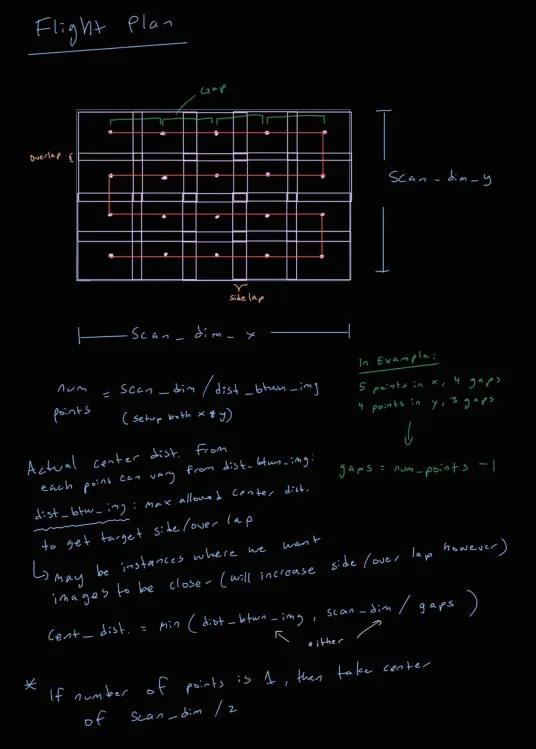 Flight Plan
Gap
overlap {
Scan_dim_y
side lap
Scan_dim_x
num points = Scan_dim / dist_btwn_img
(setup both x & y)
In Example:
5 points in x, 4 gaps
4 points in y, 3 gaps
gaps = num_points - 1
Actual center dist. From
each point can vary from dist_btwn_img:
dist_btw_img: max allowed center dist.
to get target side/over lap
↳ may be instances where we want
images to be closer (will increase side/over lap however)
Cent_dist. = min (dist_btwn_img, scan_dim / gaps)
either
* If number of points is 1, then take center
of scan_dim / 2